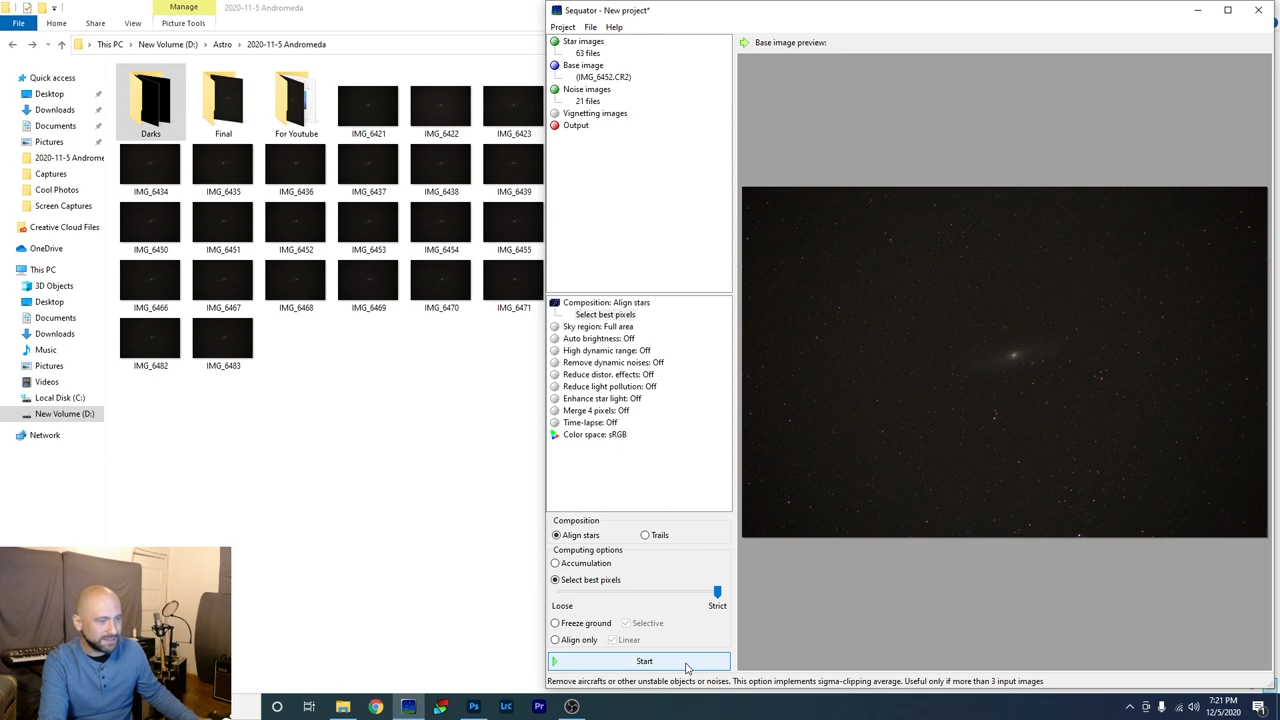 Manage
2020-11-5 Andromeda
File
Home
Share
View
Picture Tools
This PC
New Volume (D:)
Astro
2020-11-5 Andromeda
Quick access
Desktop
Downloads
Documents
Pictures
2020-11-5 Androme
Captures
Cool Photos
Screen Captures
Creative Cloud Files
OneDrive
This PC
3D Objects
Desktop
Documents
Downloads
Music
Pictures
Videos
Local Disk (C:)
New Volume (D:)
Network
Darks
Final
For Youtube
IMG_6421
IMG_6422
IMG_6423
IMG_6434
IMG_6435
IMG_6436
IMG_6437
IMG_6438
IMG_6439
IMG_6450
IMG_6451
IMG_6452
IMG_6453
IMG_6454
IMG_6455
IMG_6466
IMG_6467
IMG_6468
IMG_6469
IMG_6470
IMG_6471
IMG_6482
IMG_6483
Sequator - New project*
Project
File
Help
Star images
63 files
Base image
(IMG_6452.CR2)
Noise images
21 files
Vignetting images
Output
Base image preview:
Composition: Align stars
Select best pixels
Sky region: Full area
Auto brightness: Off
High dynamic range: Off
Remove dynamic noises: Off
Reduce distor. effects: Off
Reduce light pollution: Off
Enhance star light: Off
Merge 4 pixels: Off
Time-lapse: Off
Color space: sRGB
Composition
Align stars
Trails
Computing options
Accumulation
Select best pixels
Loose
Strict
Freeze ground
Selective
Align only
Linear
Start
Remove aircrafts or other unstable objects or noises. This option implements sigma-clipping average. Useful only if more than 3 input images
Ps
Lrc
Pr
7:21 PM
12/5/2020